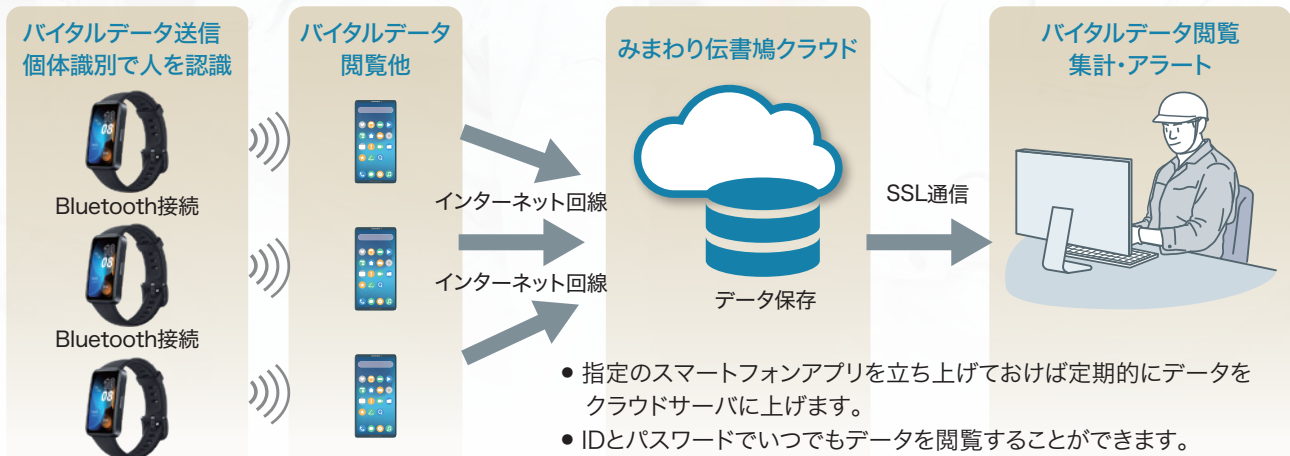 バイタルデータ送信
個体識別で人を認識
Bluetooth接続
Bluetooth接続
バイタルデータ
閲覧他
インターネット回線
インターネット回線
みまわり伝書鳩クラウド
データ保存
SSL通信
バイタルデータ閲覧
集計・アラート
● 指定のスマートフォンアプリを立ち上げておけば定期的にデータを
クラウドサーバに上げます。
● IDとパスワードでいつでもデータを閲覧することができます。